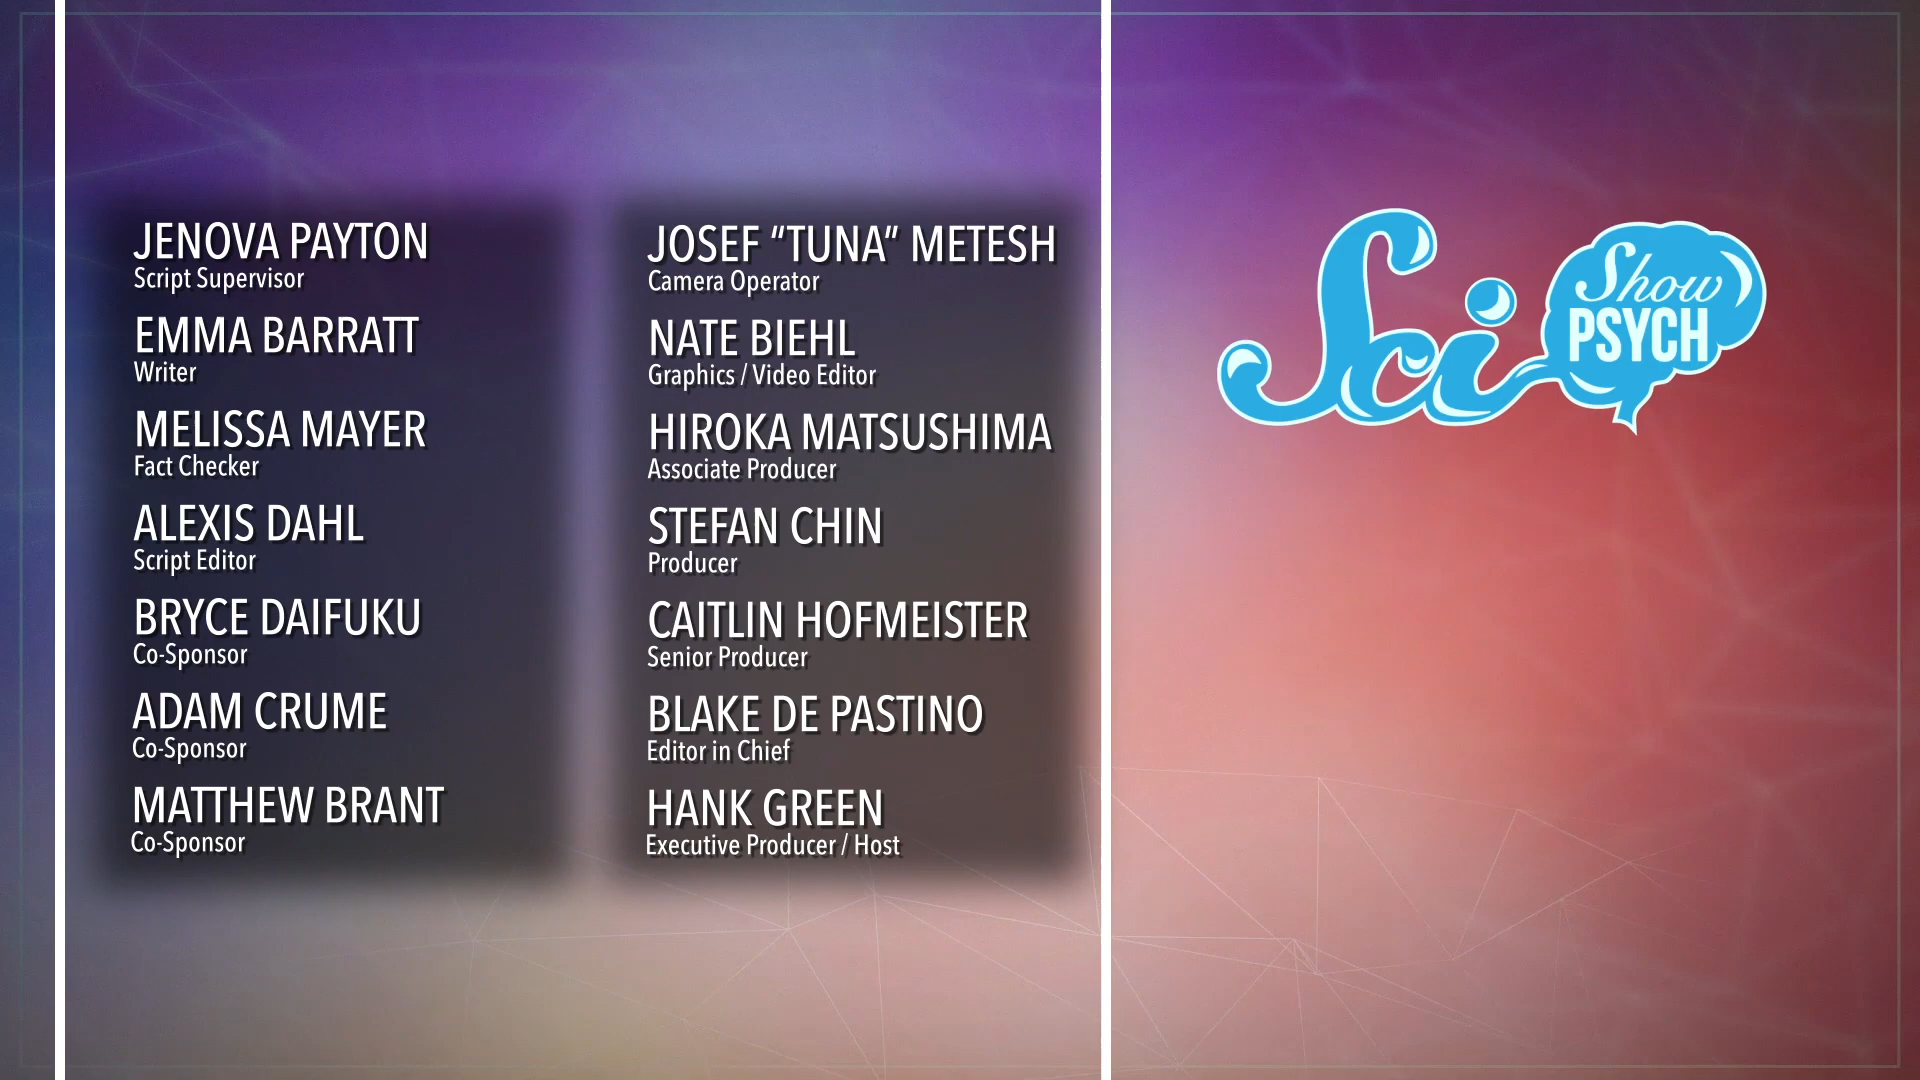 JENOVA PAYTON
Script Supervisor
EMMA BARRATT
Writer
MELISSA MAYER
Fact Checker
ALEXIS DAHL
Script Editor
BRYCE DAIFUKU
Co-Sponsor
ADAM CRUME
Co-Sponsor
MATTHEW BRANT
Co-Sponsor
JOSEF “TUNA” METESH
Camera Operator
NATE BIEHL
Graphics / Video Editor
HIROKA MATSUSHIMA
Associate Producer
STEFAN CHIN
Producer
CAITLIN HOFMEISTER
Senior Producer
BLAKE DE PASTINO
Editor in Chief
HANK GREEN
Executive Producer / Host
Sci
Show
PSYCH